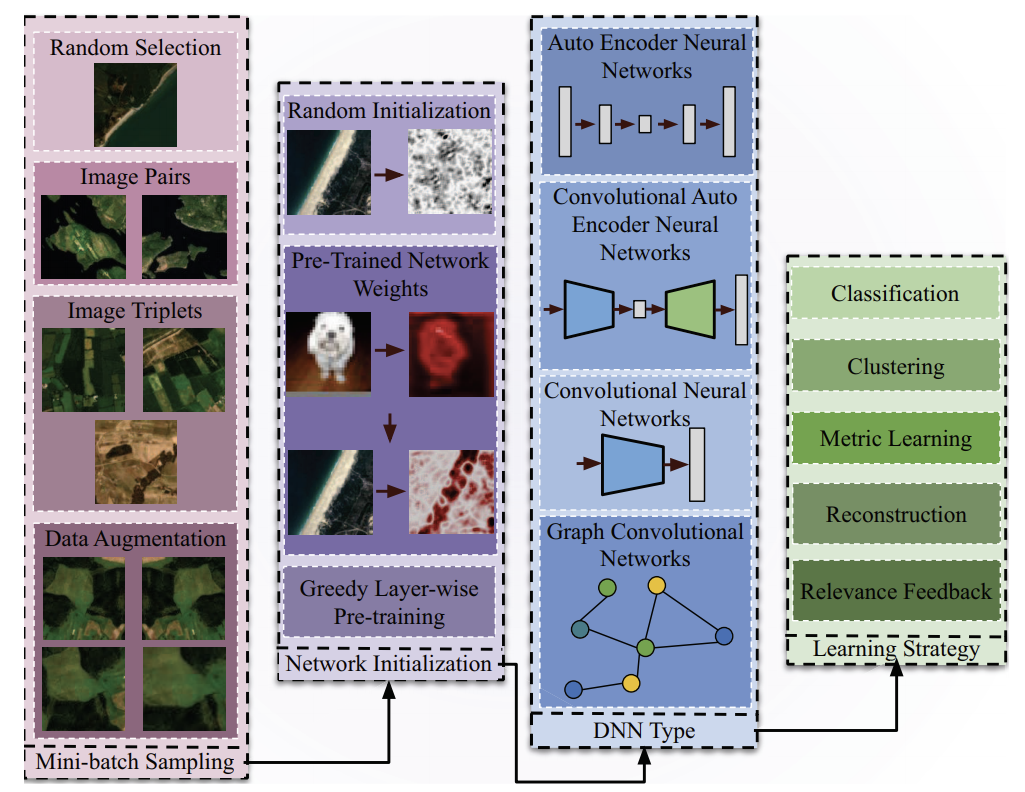 Random Selection
Image Pairs
Image Triplets
Data Augmentation
Mini-batch Sampling
Random Initialization
Pre-Trained Network
Weights
Greedy Layer-wise
Pre-training
Network Initialization
Auto Encoder Neural
Networks
Convolutional Auto
Encoder Neural
Networks
Convolutional Neural
Networks
Graph Convolutional
Networks
DNN Type
Classification
Clustering
Metric Learning
Reconstruction
Relevance Feedback
Learning Strategy